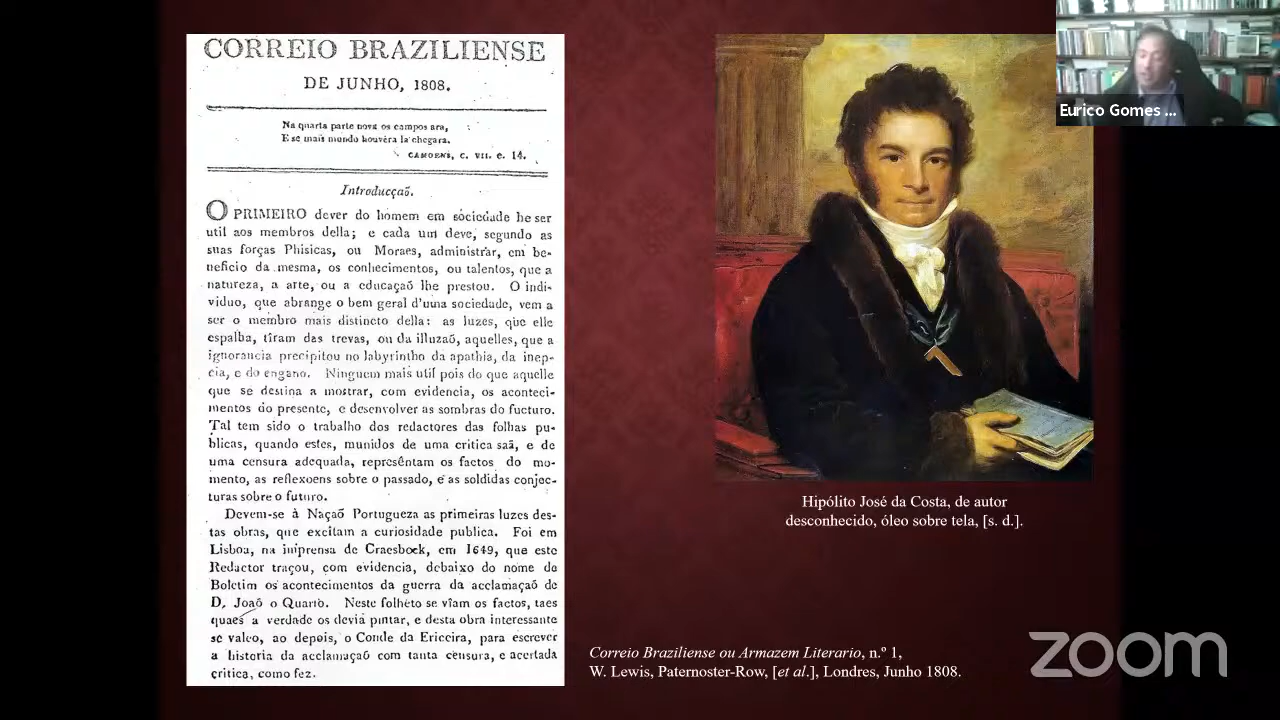 CORREIO BRAZILIENSE
DE JUNHO, 1808.
Na quarta parte nova os campos ara,
E se mais mundo houvéra la chegara.
CAMOENS, C. VII. e. 14.
Introducçaõ.
O PRIMEIRO dever do homem em sociedade he ser
util aos membros della; e cada um deve, segundo as
suas forças Phisicas, ou Moraes, administrar, em be-
neficio da mesma, os conhecimentos, ou talentos, que a
natureza, a arte, ou a educaçaõ lhe prestou. O indi-
viduo, que abrange o bem geral d'uma sociedade, vem a
ser o membro mais distincto della: as luzes, que elle
espalba, tiram das trevas, ou da illuzaõ, aquelles, que a
ignorancia precipitou no labyrintho da apathia, da inep-
cia, e do engano. Ninguem mais util pois do que aquelle
que se destina a mostrar, com evidencia, os aconteci-
mentos do presente, e desenvolver as sombras do fucturo.
Tal tem sido o trabalho dos redactores das folhas pu-
blicas, quando estes, munidos de uma critica saã, e de
uma censura adequada, represêntam os factos do mo-
mento, as reflexoens sobre o passado, e as soldidas conjec-
turas sobre o futuro.
Devem-se à Naçaõ Portugueza as primeiras luzes des-
tas obras, que excitam a curiosidade publica. Foi em
Lisboa, na imprensa de Craesboek, em 1649, que este
Redactor traçou, com evidencia, debaixo do nome de
Boletim os acontecimentos da guerra da acclamaçaõ de
D. Joaõ o Quarto. Neste folhèto se vîam os factos, taes
quaes a verdade os devîa pintar, e desta obra interessante
se valeo, ao depois, o Conde da Ericeira, para escrever
a historia da acclamaçaõ com tanta censura, e acertada
critica, como fez.
Eurico Gomes ...
Hipólito José da Costa, de autor
desconhecido, óleo sobre tela, [s. d.].
Correio Braziliense ou Armazem Literario, n.º 1,
W. Lewis, Paternoster-Row, [et al.], Londres, Junho 1808.
zoom